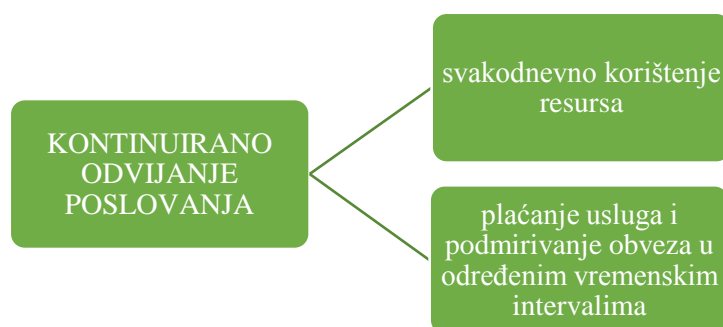 KONTINUIRANO
ODVIJANJE
POSLOVANJA
svakodnevno korištenje
resursa
plaćanje usluga i
podmirivanje obveza u
određenim vremenskim
intervalima